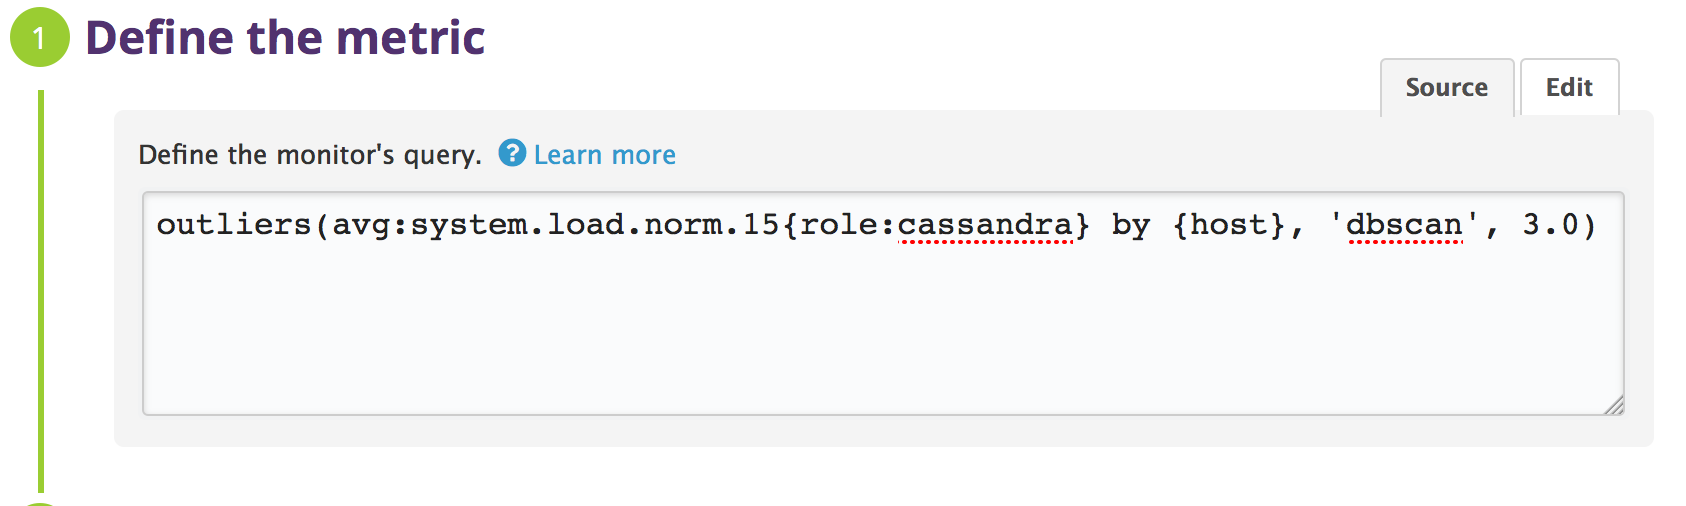 1 Define the metric
Source Edit
Define the monitor's query. ? Learn more
outliers(avg:system.load.norm.15{role:cassandra} by {host}, 'dbscan', 3.0)